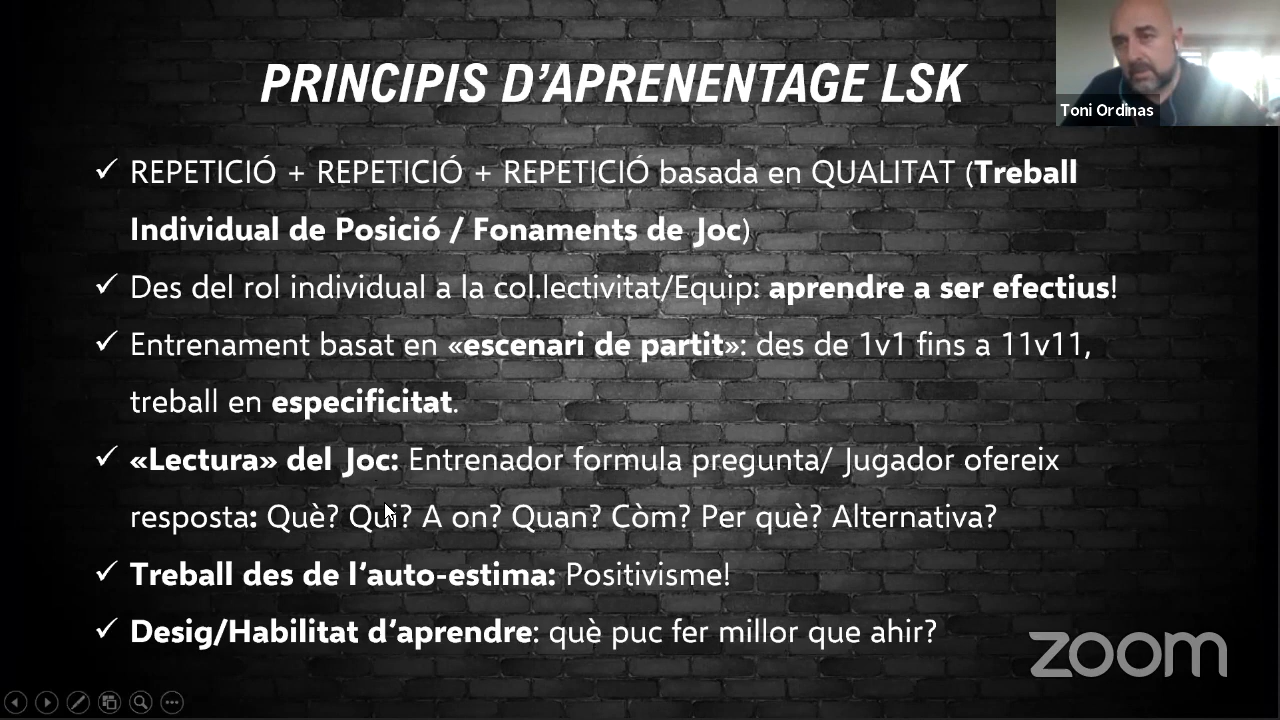 PRINCIPIS D’APRENENTAGE LSK
Toni Ordinas
✓ REPETICIÓ + REPETICIÓ + REPETICIÓ basada en QUALITAT (Treball
Individual de Posició / Fonaments de Joc)
✓ Des del rol individual a la col.lectivitat/Equip: aprendre a ser efectius!
✓ Entrenament basat en «escenari de partit»: des de 1v1 fins a 11v11,
treball en especificitat.
✓ «Lectura» del Joc: Entrenador formula pregunta/ Jugador ofereix
resposta: Què? Qui? A on? Quan? Còm? Per què? Alternativa?
✓ Treball des de l’auto-estima: Positivisme!
✓ Desig/Habilitat d’aprendre: què puc fer millor que ahir?
zoom